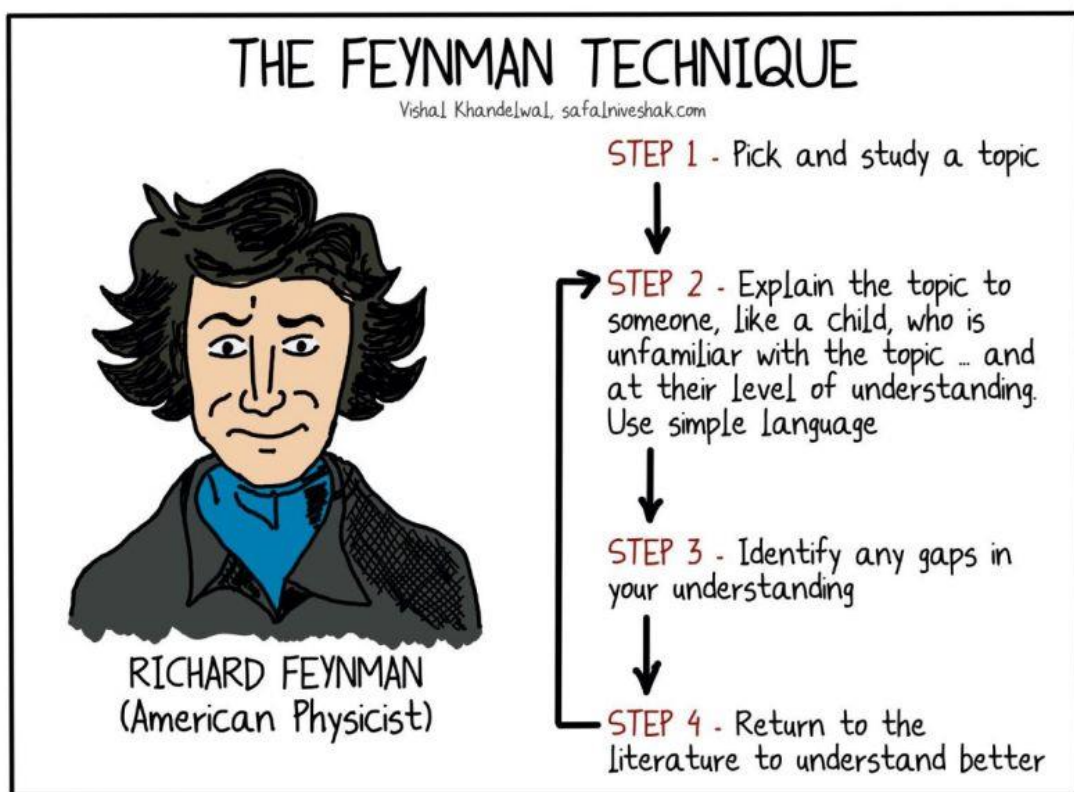 THE FEYNMAN TECHNIQUE
Vishal Khandelwal, safalniveshak.com
STEP 1 - Pick and study a topic
STEP 2 - Explain the topic to
someone, like a child, who is
unfamiliar with the topic ... and
at their level of understanding.
Use simple language
STEP 3 - Identify any gaps in
your understanding
STEP 4 - Return to the
literature to understand better
RICHARD FEYNMAN
(American Physicist)